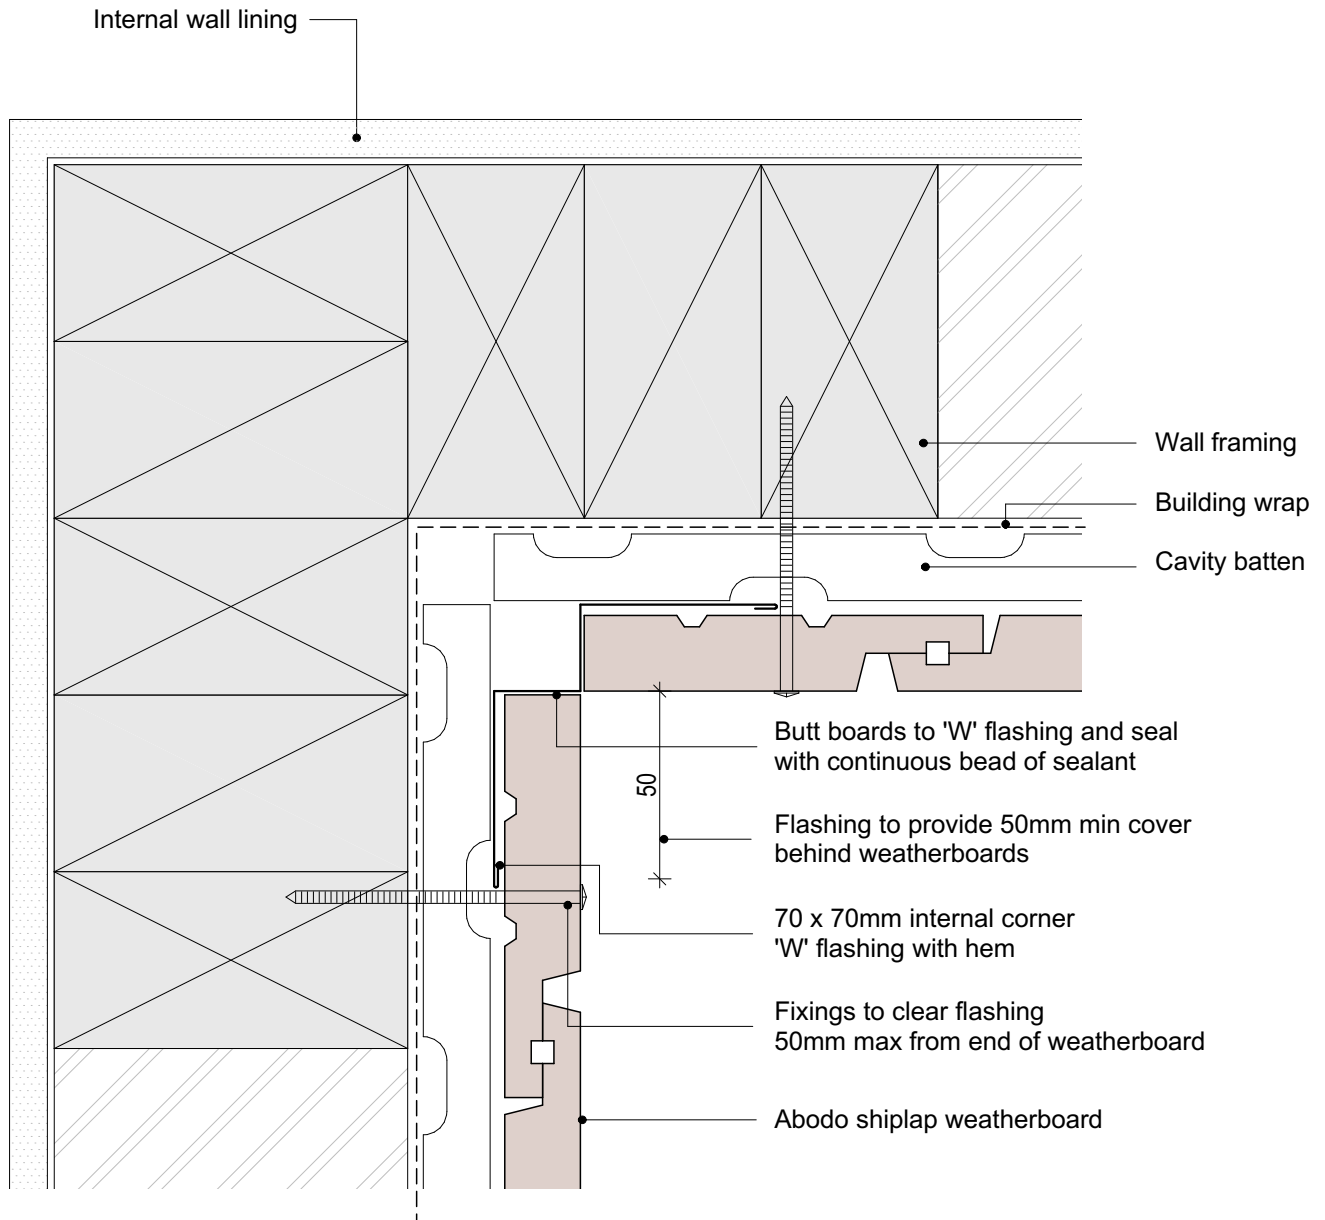 Internal wall lining
Wall framing
Building wrap
Cavity batten
Butt boards to 'W' flashing and seal
with continuous bead of sealant
50
Flashing to provide 50mm min cover
behind weatherboards
70 x 70mm internal corner
'W' flashing with hem
Fixings to clear flashing
50mm max from end of weatherboard
Abodo shiplap weatherboard